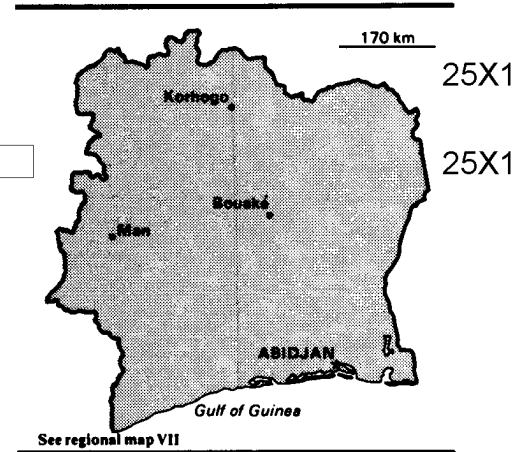 170 km
25X1
Korhogo
25X1
Bouaké
Man
ABIDJAN
Gulf of Guinea
See regional map VII